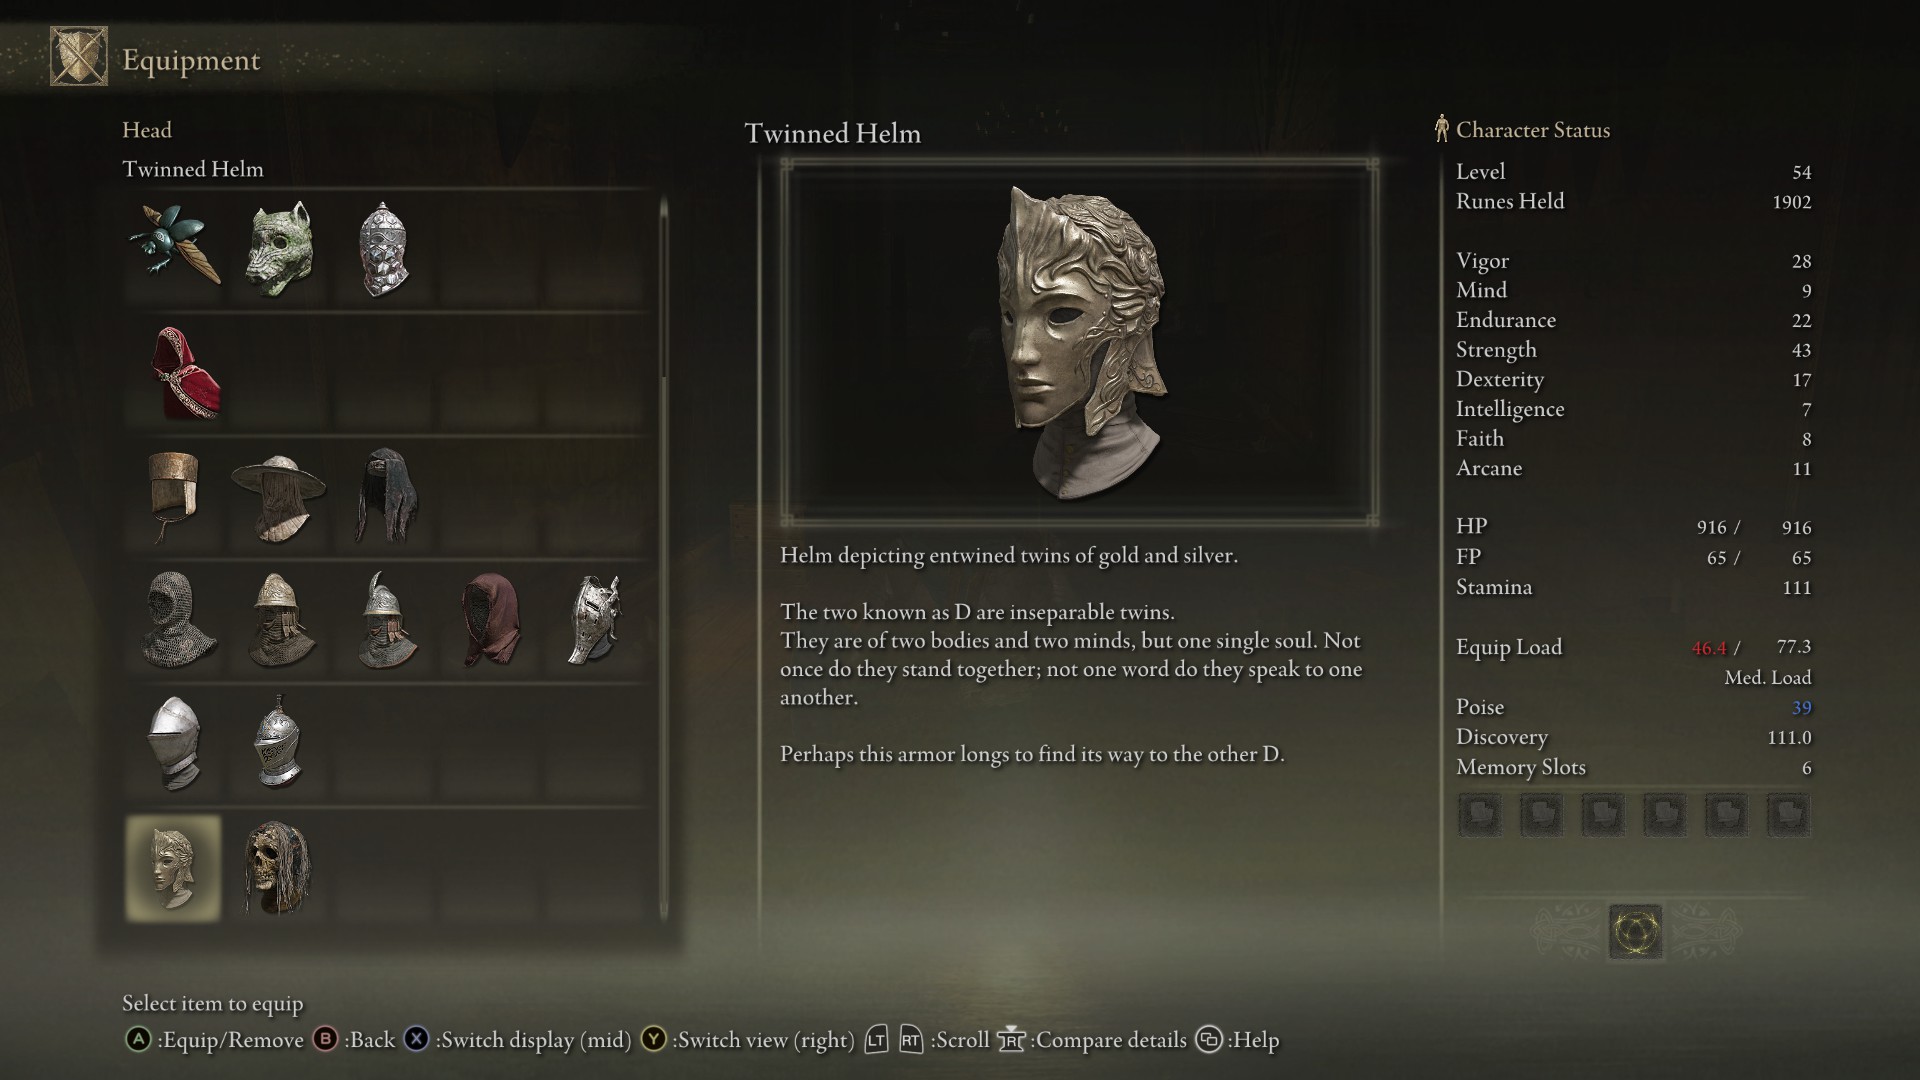 Equipment
Head
Twinned Helm
Twinned Helm
Helm depicting entwined twins of gold and silver.
The two known as D are inseparable twins.
They are of two bodies and two minds, but one single soul. Not
once do they stand together; not one word do they speak to one
another.
Perhaps this armor longs to find its way to the other D.
Character Status
Level 54
Runes Held 1902
Vigor 28
Mind 9
Endurance 22
Strength 43
Dexterity 17
Intelligence 7
Faith 8
Arcane 11
HP 916 / 916
FP 65 / 65
Stamina 111
Equip Load 46.4 / 77.3
Med. Load
Poise 39
Discovery 111.0
Memory Slots 6
Select item to equip
A :Equip/Remove B :Back X :Switch display (mid) Y :Switch view (right) LT RT :Scroll R :Compare details :Help